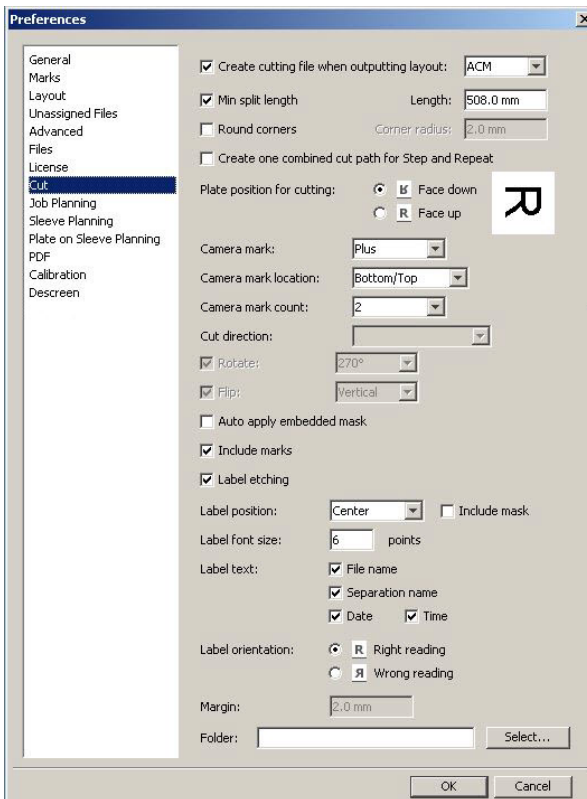 Preferences
General
Marks
Layout
Unassigned Files
Advanced
Files
License
Cut
Job Planning
Sleeve Planning
Plate on Sleeve Planning
PDF
Calibration
Descreen
Create cutting file when outputting layout: ACM
Min split length Length: 508.0 mm
Round corners Corner radius: 2.0 mm
Create one combined cut path for Step and Repeat
Plate position for cutting: R Face down
R Face up
R
Camera mark: Plus
Camera mark location: Bottom/Top
Camera mark count: 2
Cut direction:
Rotate: 270°
Flip: Vertical
Auto apply embedded mask
Include marks
Label etching
Label position: Center Include mask
Label font size: 6 points
Label text: File name
Separation name
Date Time
Label orientation: R Right reading
R Wrong reading
Margin: 2.0 mm
Folder: Select...
OK Cancel